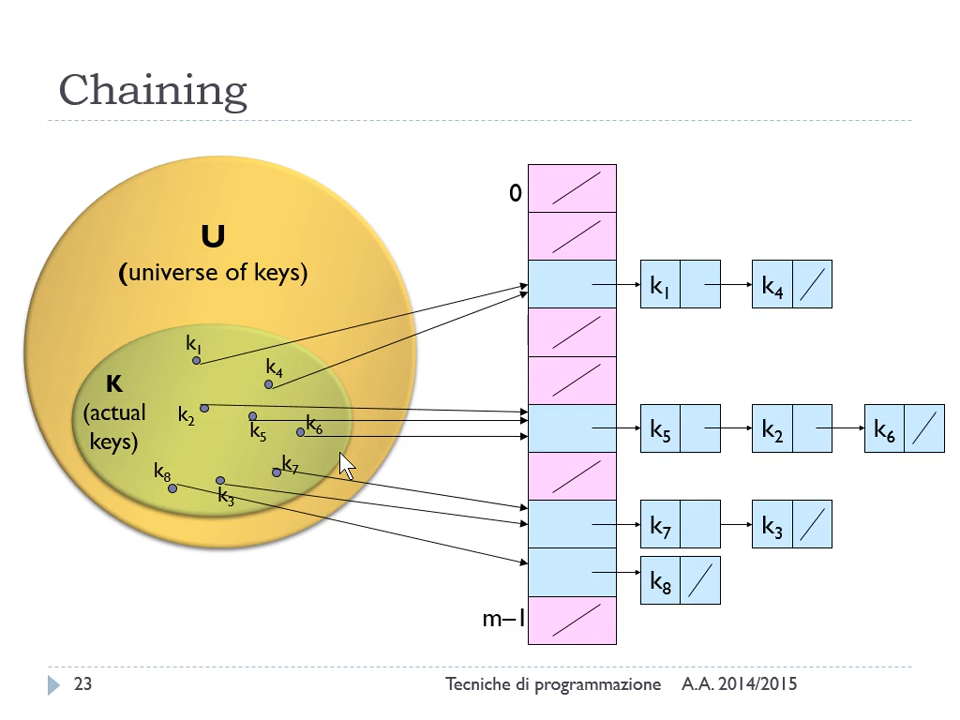 Chaining
U
(universe of keys)
K
(actual
keys)
k1
k4
k2
k5
k6
k8
k3
k7
0
m–1
k1
k4
k5
k2
k6
k7
k3
k8
23
Tecniche di programmazione A.A. 2014/2015